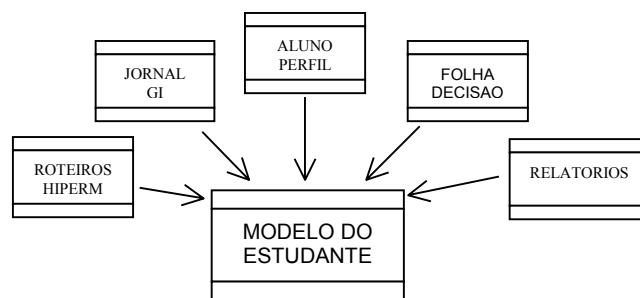 ALUNO
PERFIL
JORNAL
GI
FOLHA
DECISAO
ROTEIROS
HIPERM
RELATORIOS
MODELO DO
ESTUDANTE